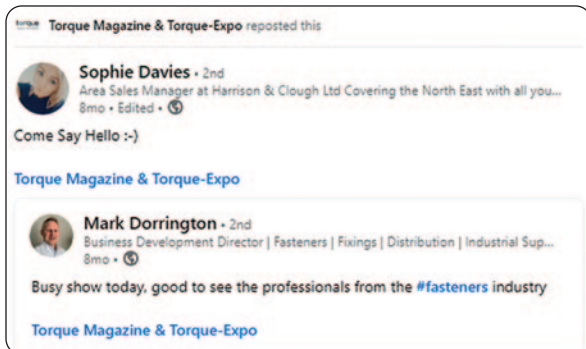 torque Torque Magazine & Torque-Expo reposted this
Sophie Davies • 2nd
Area Sales Manager at Harrison & Clough Ltd Covering the North East with all you...
8mo • Edited •
Come Say Hello :-)
Torque Magazine & Torque-Expo
Mark Dorrington • 2nd
Business Development Director | Fasteners | Fixings | Distribution | Industrial Sup...
8mo •
Busy show today, good to see the professionals from the #fasteners industry
Torque Magazine & Torque-Expo